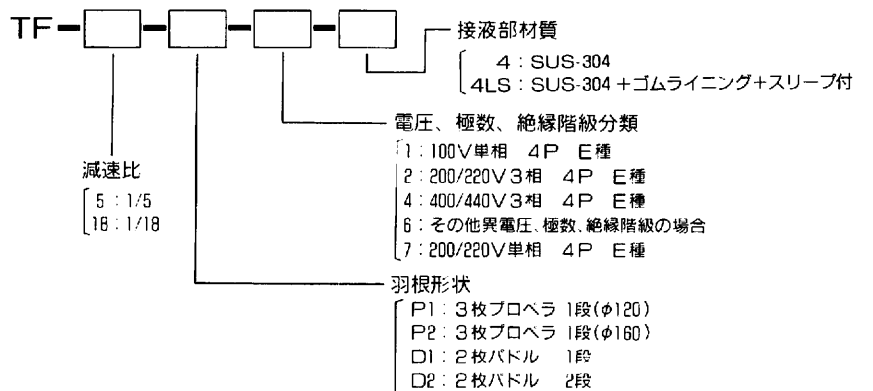 TF-□-□-□-□
接液部材質
4：SUS-304
4LS：SUS-304＋ゴムライニング＋スリーブ付
電圧、極数、絶縁階級分類
1：100V単相 4P E種
2：200/220V3相 4P E種
4：400/440V3相 4P E種
6：その他異電圧、極数、絶縁階級の場合
7：200/220V単相 4P E種
減速比
5：1/5
18：1/18
羽根形状
P1：3枚プロペラ 1段(φ120)
P2：3枚プロペラ 1段(φ160)
D1：2枚パドル 1段
D2：2枚パドル 2段